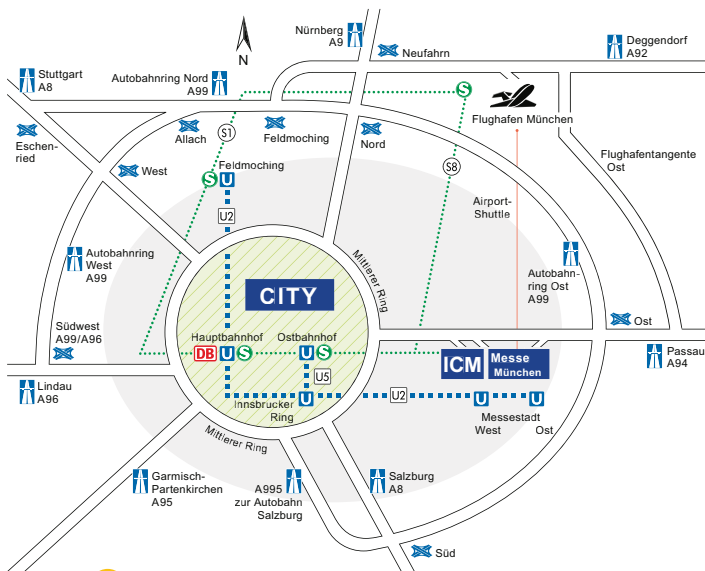 Nürnberg
A9
Neufahrn
Deggendorf
A92
N
Stuttgart
A8
Autobahnring Nord
A99
S
Flughafen München
Allach
Feldmoching
Nord
S1
Eschen-
ried
West
Feldmoching
S U
S8
Flughafentangente
Ost
U2
Airport-
Shuttle
Mittlerer Ring
Autobahnring
West
A99
Autobahn-
ring Ost
A99
CITY
Südwest
A99/A96
Ost
Hauptbahnhof
Ostbahnhof
DB U S
U S
ICM
Messe
München
Passau
A94
U5
Lindau
A96
Innsbrucker
Ring
U
U2
U
U
Messestadt
West
Ost
Mittlerer Ring
Garmisch-
Partenkirchen
A95
A995
zur Autobahn
Salzburg
Salzburg
A8
Süd